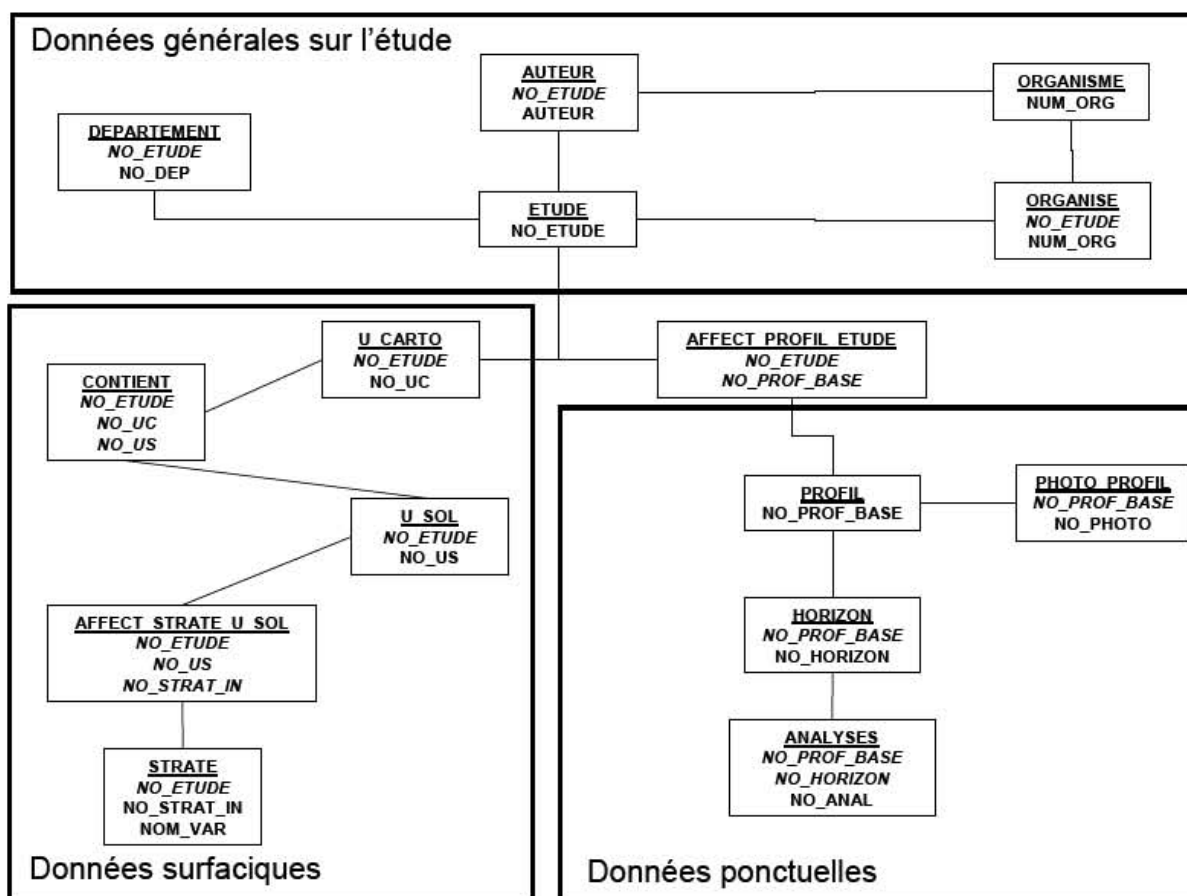 Données générales sur l'étude
AUTEUR
NO_ETUDE
AUTEUR
ORGANISME
NUM_ORG
DEPARTEMENT
NO_ETUDE
NO_DEP
ETUDE
NO_ETUDE
ORGANISE
NO_ETUDE
NUM_ORG
U_CARTO
NO_ETUDE
NO_UC
CONTIENT
NO_ETUDE
NO_UC
NO_US
U_SOL
NO_ETUDE
NO_US
AFFECT_STRATE_U_SOL
NO_ETUDE
NO_US
NO_STRAT_IN
STRATE
NO_ETUDE
NO_STRAT_IN
NOM_VAR
Données surfaciques
AFFECT_PROFIL_ETUDE
NO_ETUDE
NO_PROF_BASE
PROFIL
NO_PROF_BASE
PHOTO_PROFIL
NO_PROF_BASE
NO_PHOTO
HORIZON
NO_PROF_BASE
NO_HORIZON
ANALYSES
NO_PROF_BASE
NO_HORIZON
NO_ANAL
Données ponctuelles